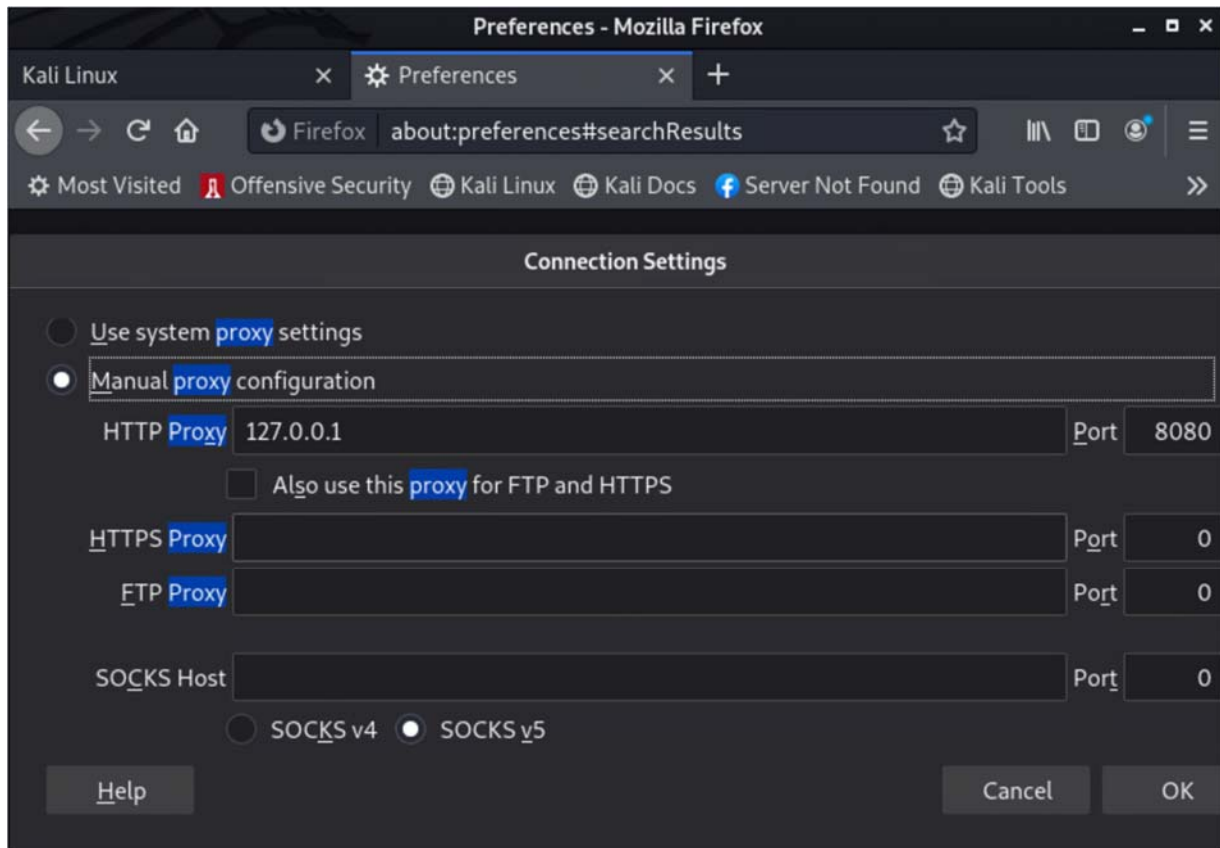 Preferences - Mozilla Firefox
Kali Linux Preferences
Firefox about:preferences#searchResults
Most Visited Offensive Security Kali Linux Kali Docs Server Not Found Kali Tools
Connection Settings
Use system proxy settings
Manual proxy configuration
HTTP Proxy 127.0.0.1 Port 8080
Also use this proxy for FTP and HTTPS
HTTPS Proxy Port 0
FTP Proxy Port 0
SOCKS Host Port 0
SOCKS v4 SOCKS v5
Help Cancel OK